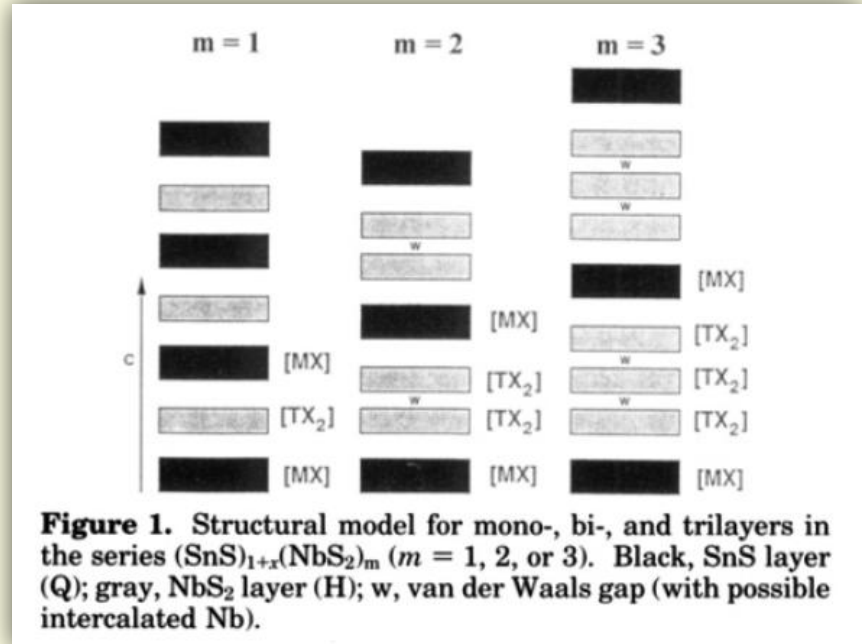 m = 1
m = 2
m = 3
w
w
w
[MX]
[MX]
[TX2]
c
[MX]
[TX2]
w
w
[TX2]
w
[TX2]
[TX2]
[TX2]
[MX]
[MX]
[MX]
Figure 1. Structural model for mono-, bi-, and trilayers in
the series (SnS)1+x(NbS2)m (m = 1, 2, or 3). Black, SnS layer
(Q); gray, NbS2 layer (H); w, van der Waals gap (with possible
intercalated Nb).